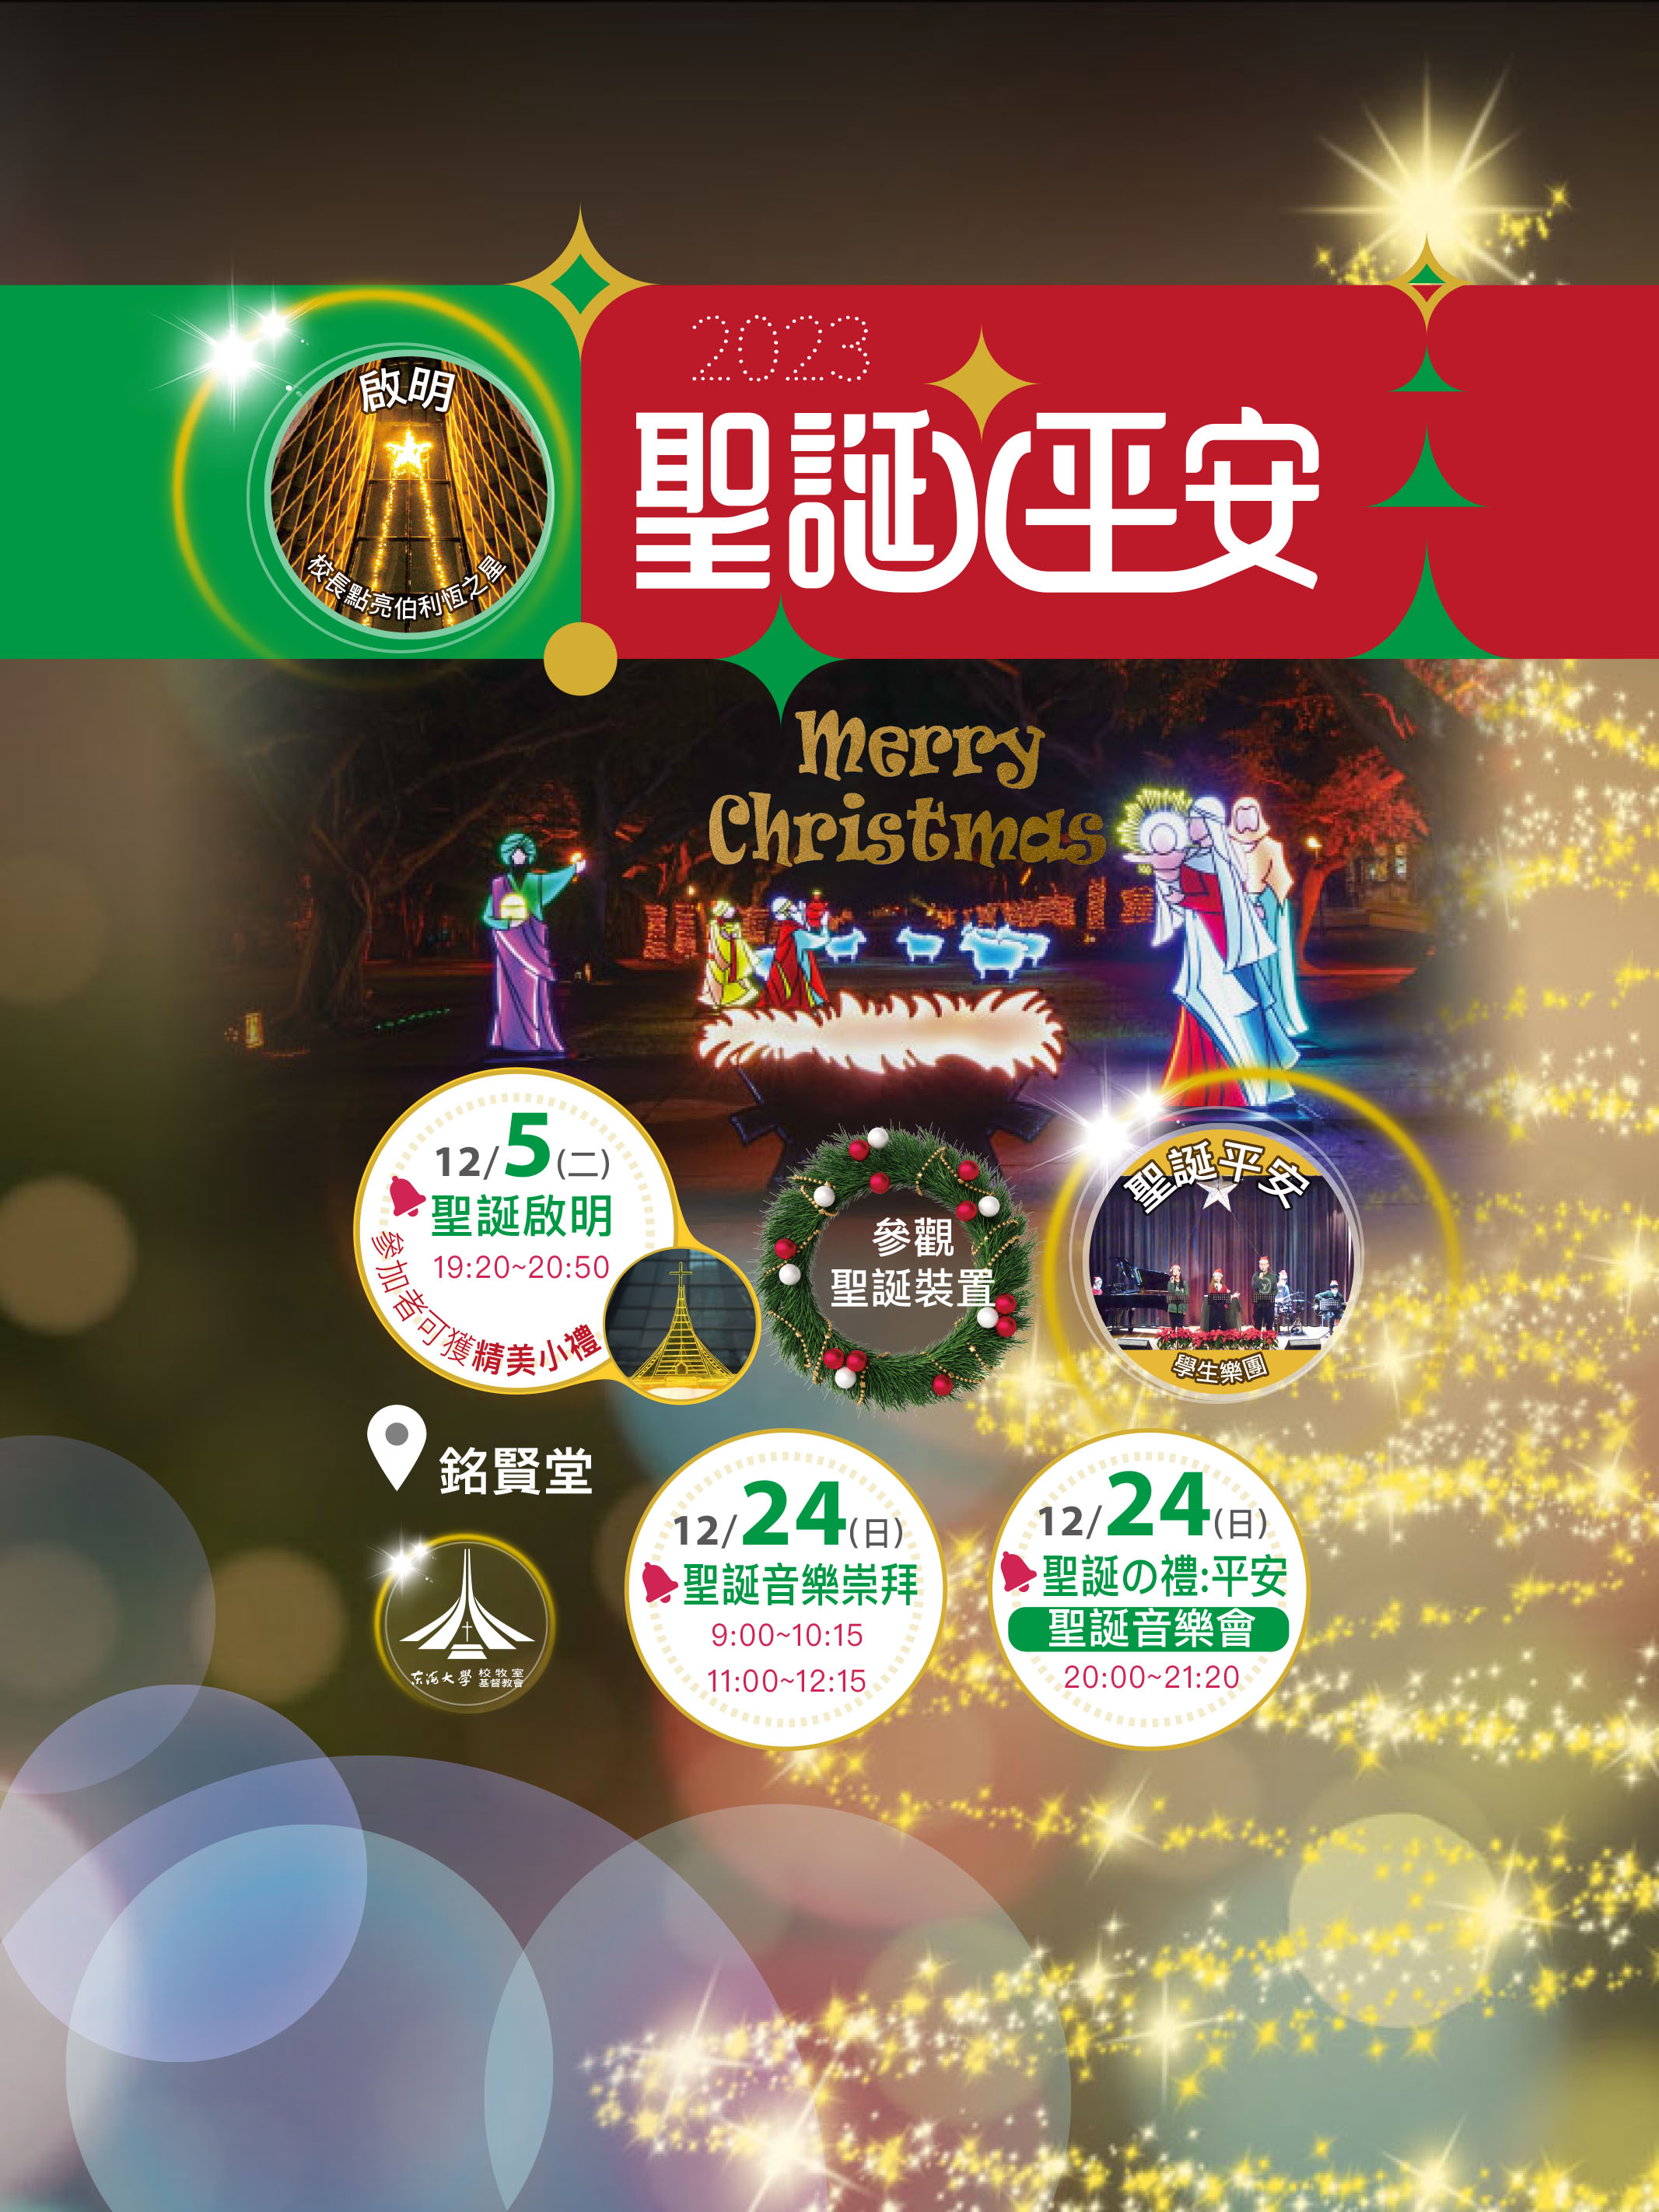 2023
聖誕平安
啟明
校長點亮伯利恆之星
Merry
Christmas
12/5(二)
聖誕啟明
19:20~20:50
參加者可獲精美小禮
參觀
聖誕裝置
聖誕平安
學生樂團
銘賢堂
东海大學 校牧室
基督教會
12/24(日)
聖誕音樂崇拜
9:00~10:15
11:00~12:15
12/24(日)
聖誕の禮:平安
聖誕音樂會
20:00~21:20